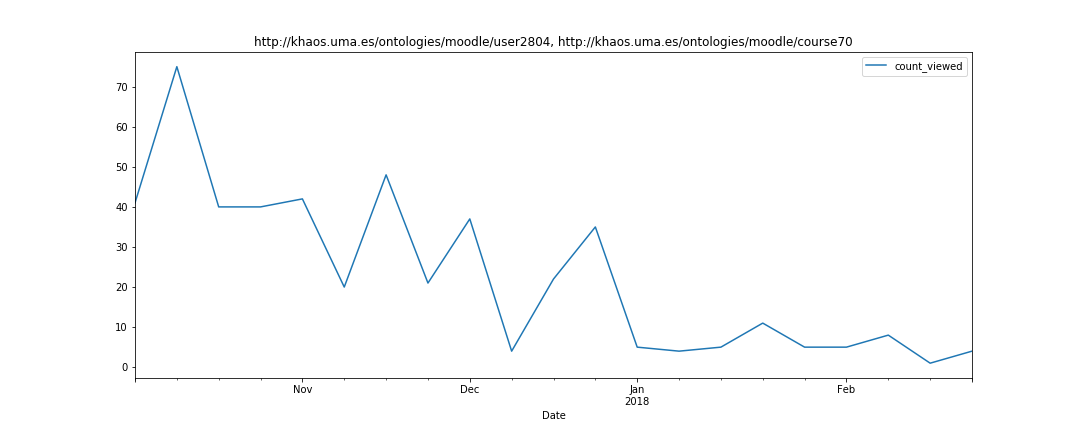 http://khaos.uma.es/ontologies/moodle/user2804, http://khaos.uma.es/ontologies/moodle/course70
count_viewed
70
60
50
40
30
20
10
0
Nov
Dec
Jan
2018
Feb
Date